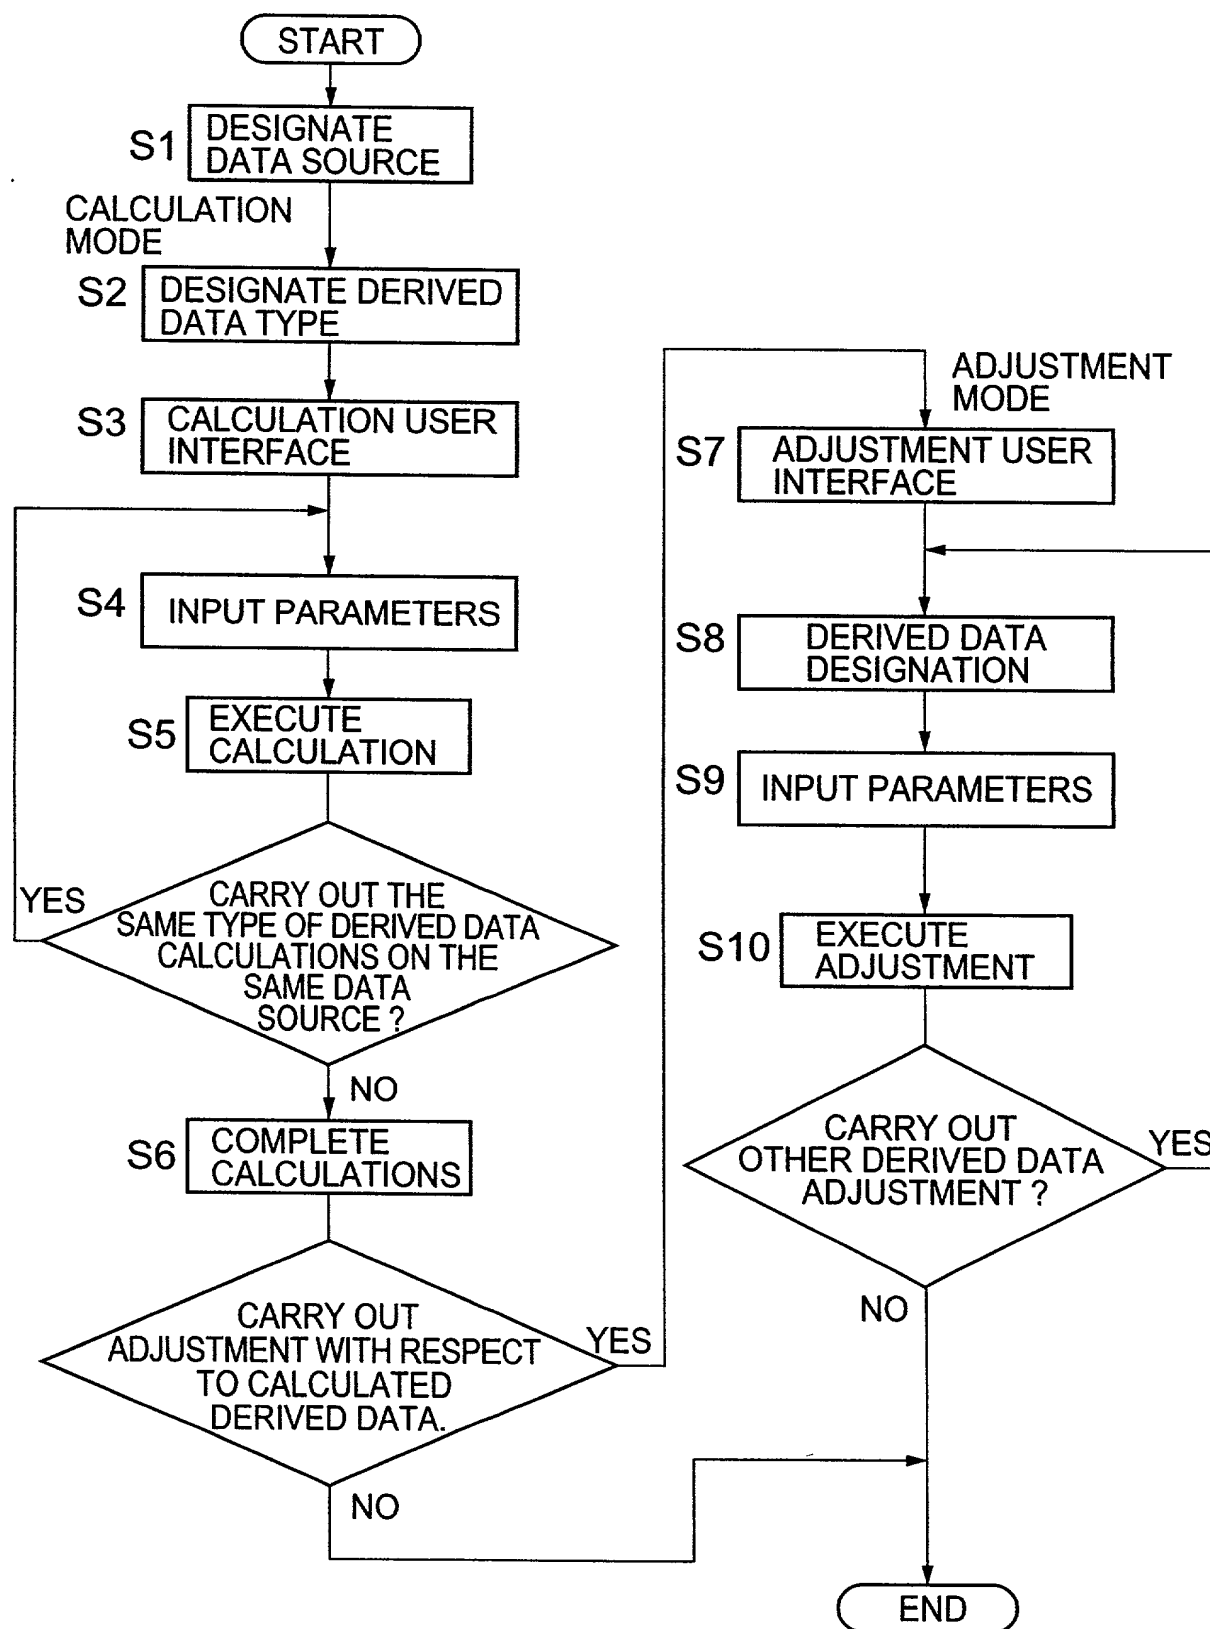 START
S1
DESIGNATE
DATA SOURCE
CALCULATION
MODE
S2
DESIGNATE DERIVED
DATA TYPE
S3
CALCULATION USER
INTERFACE
S4
INPUT PARAMETERS
S5
EXECUTE
CALCULATION
YES
CARRY OUT THE
SAME TYPE OF DERIVED DATA
CALCULATIONS ON THE
SAME DATA
SOURCE ?
NO
S6
COMPLETE
CALCULATIONS
CARRY OUT
ADJUSTMENT WITH RESPECT
TO CALCULATED
DERIVED DATA.
YES
NO
ADJUSTMENT
MODE
S7
ADJUSTMENT USER
INTERFACE
S8
DERIVED DATA
DESIGNATION
S9
INPUT PARAMETERS
S10
EXECUTE
ADJUSTMENT
CARRY OUT
OTHER DERIVED DATA
ADJUSTMENT ?
YES
NO
END